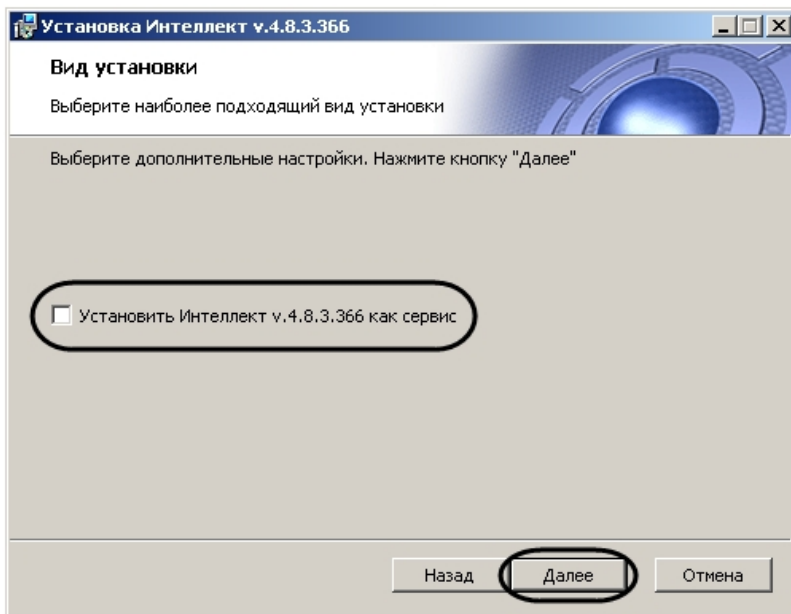 Установка Интеллект v.4.8.3.366
Вид установки
Выберите наиболее подходящий вид установки
Выберите дополнительные настройки. Нажмите кнопку "Далее"
Установить Интеллект v.4.8.3.366 как сервис
Назад Далее Отмена